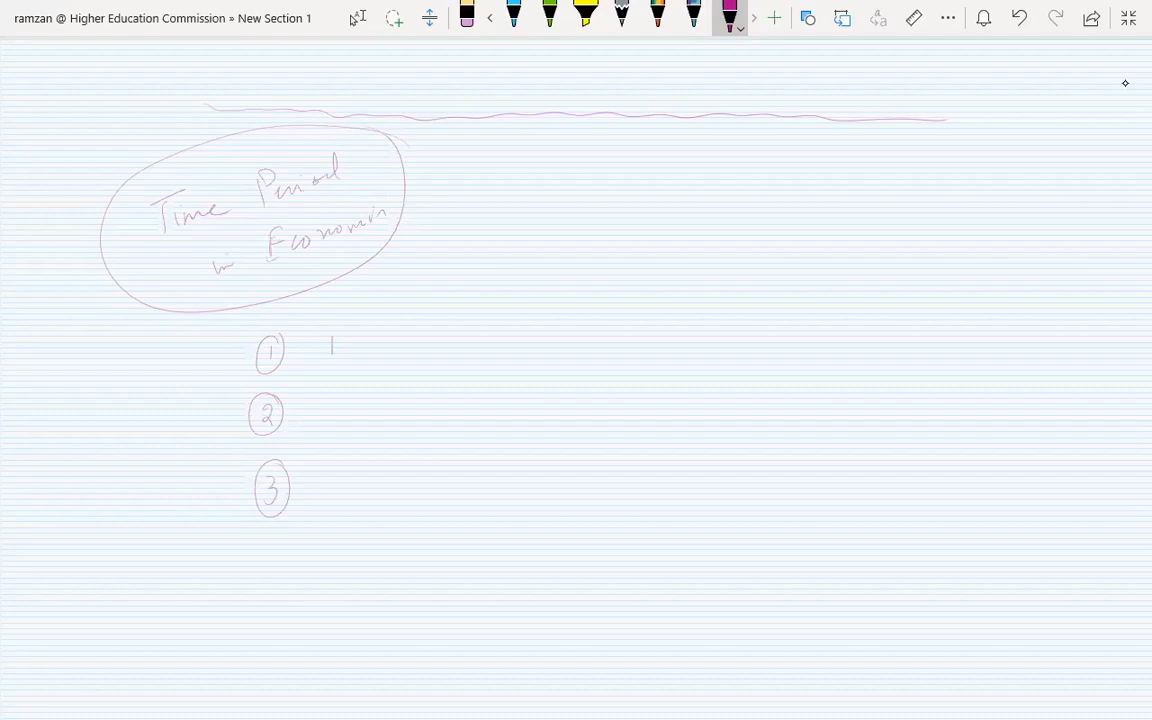 ramzan @ Higher Education Commission » New Section 1
Time Period
in Economics
1
2
3